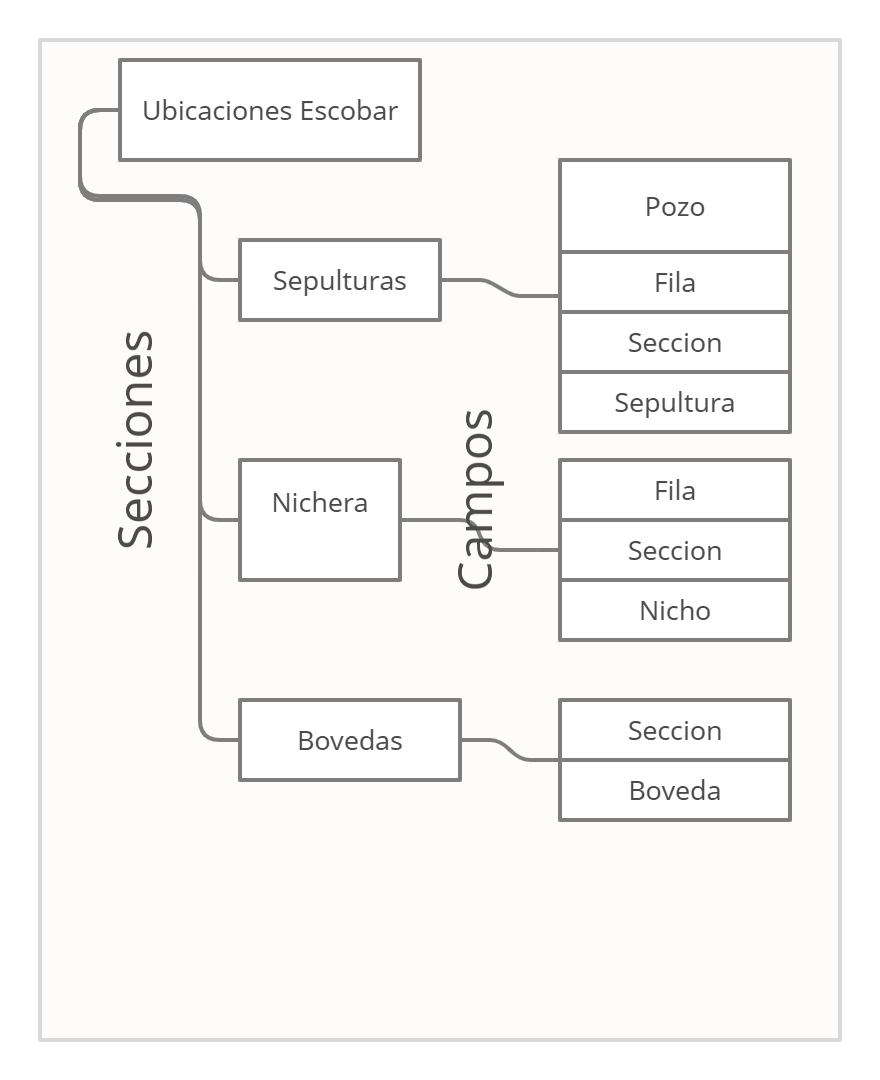 Ubicaciones Escobar
Secciones
Sepulturas
Pozo
Fila
Seccion
Sepultura
Campos
Nichera
Fila
Seccion
Nicho
Bovedas
Seccion
Boveda